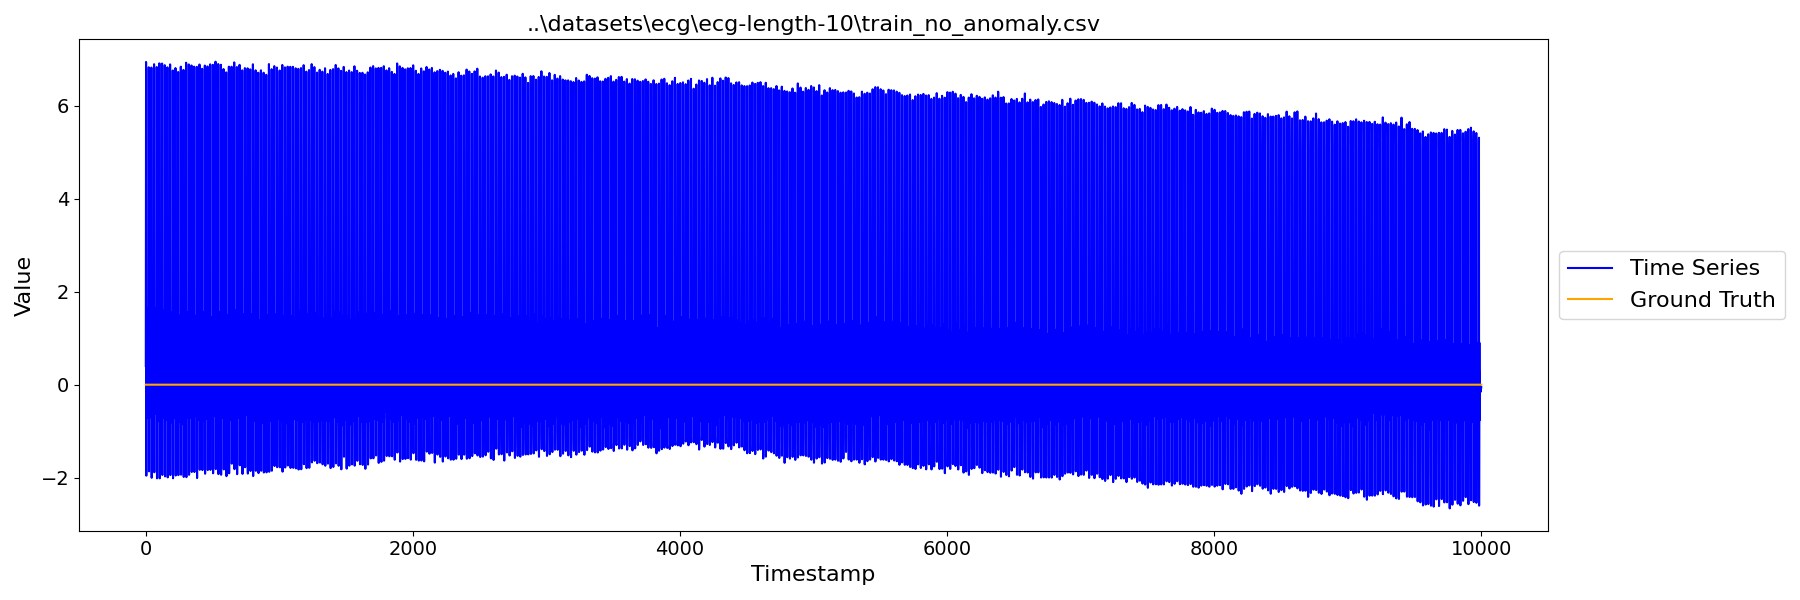 ..\datasets\ecg\ecg-length-10\train_no_anomaly.csv
6
4
2
0
−2
Value
0
2000
4000
6000
8000
10000
Timestamp
Time Series
Ground Truth